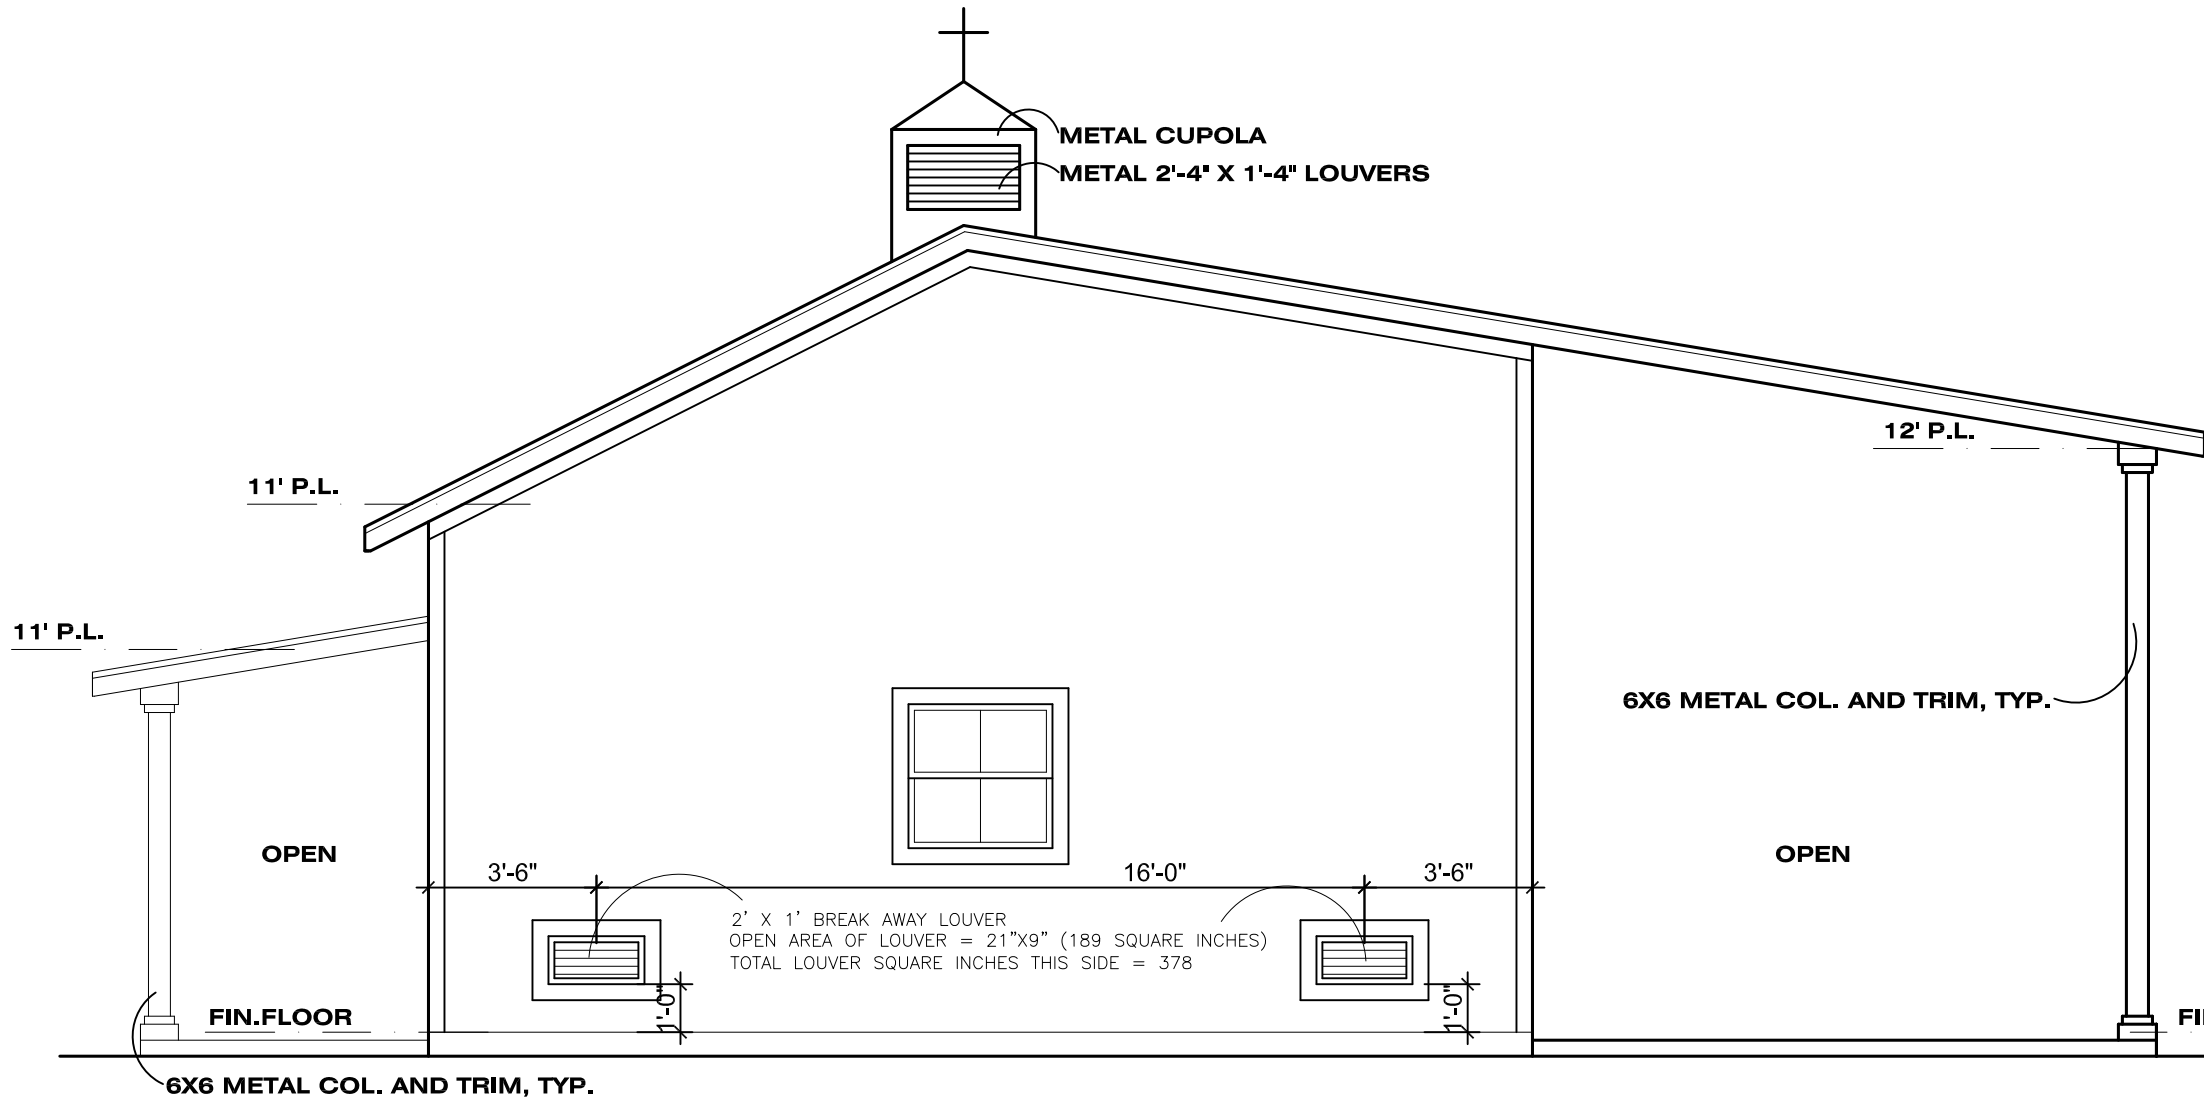 METAL CUPOLA
METAL 2'-4" X 1'-4" LOUVERS
12' P.L.
11' P.L.
11' P.L.
6X6 METAL COL. AND TRIM, TYP.
OPEN
OPEN
3'-6"
16'-0"
3'-6"
2' X 1' BREAK AWAY LOUVER
OPEN AREA OF LOUVER = 21"X9" (189 SQUARE INCHES)
TOTAL LOUVER SQUARE INCHES THIS SIDE = 378
1'-0"
1'-0"
FIN.FLOOR
6X6 METAL COL. AND TRIM, TYP.